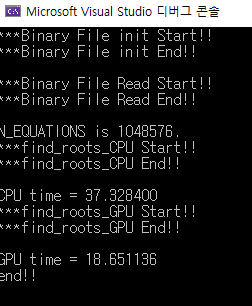 Microsoft Visual Studio 디버그 콘솔
***Binary File init Start!!
***Binary File init End!!
***Binary File Read Start!!
***Binary File Read End!!
N_EQUATIONS is 1048576.
***find_roots_CPU Start!!
***find_roots_CPU End!!
CPU time = 37.328400
***find_roots_GPU Start!!
***find_roots_GPU End!!
GPU time = 18.651136
end!!